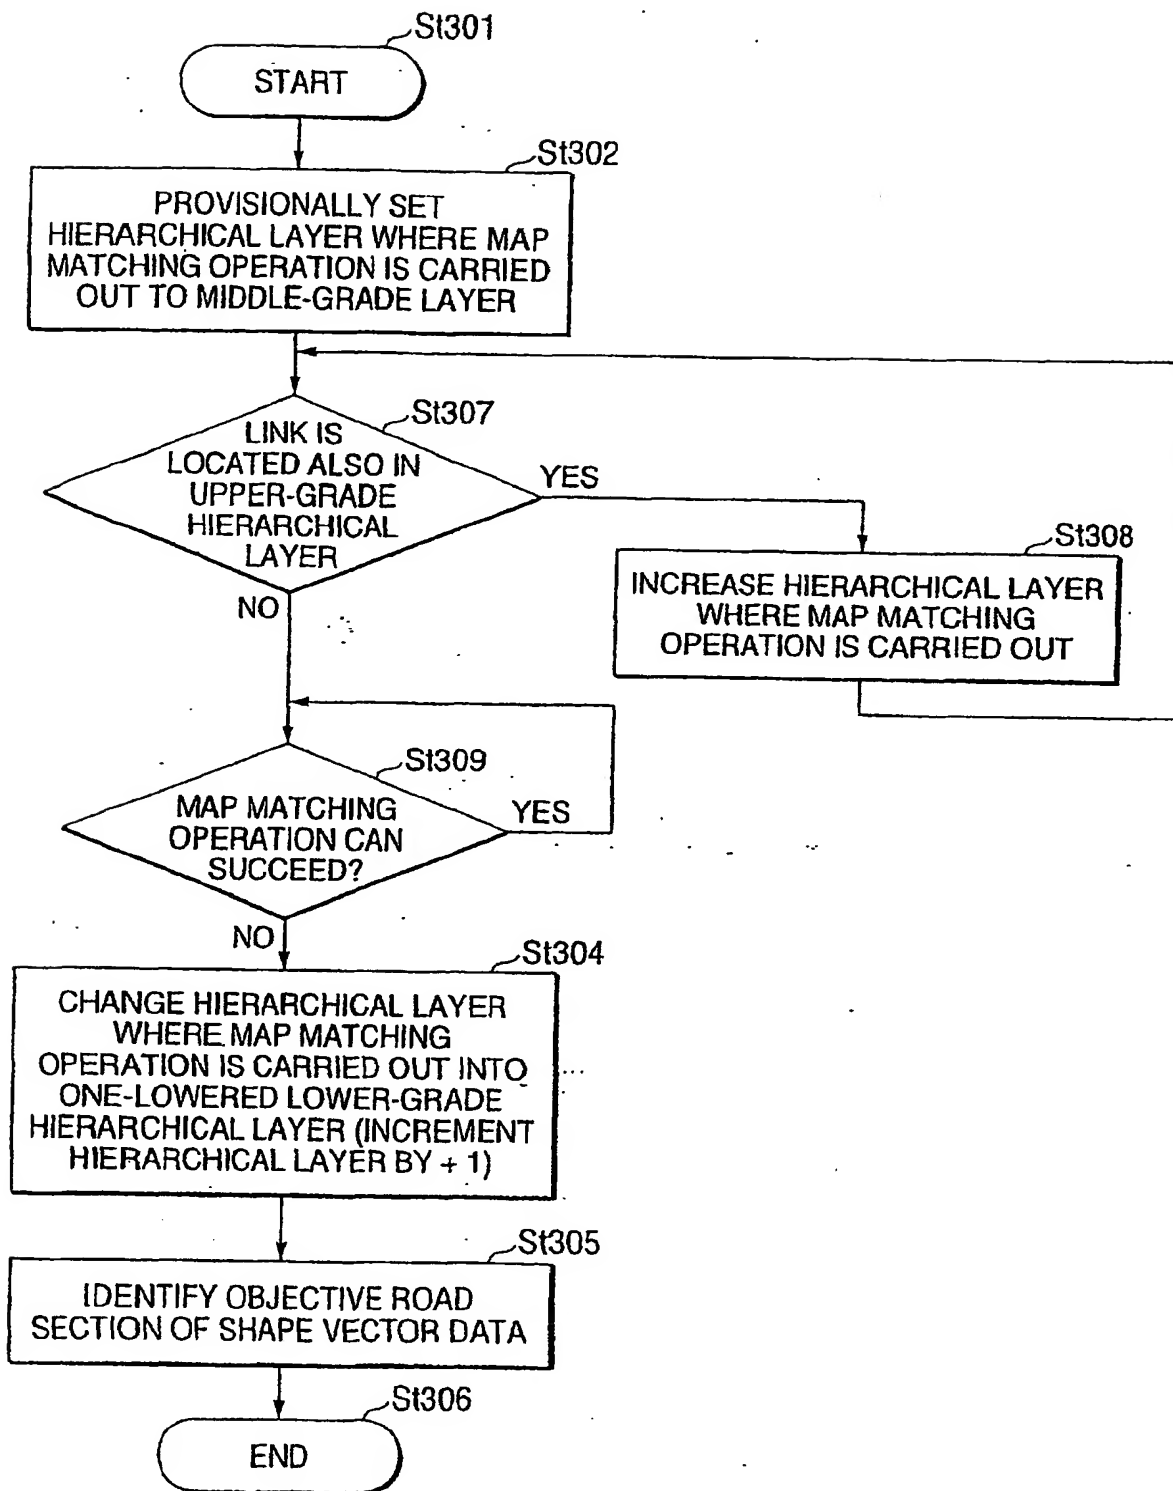 St301
START
St302
PROVISIONALLY SET
HIERARCHICAL LAYER WHERE MAP
MATCHING OPERATION IS CARRIED
OUT TO MIDDLE-GRADE LAYER
St307
LINK IS
LOCATED ALSO IN
UPPER-GRADE
HIERARCHICAL
LAYER
YES
NO
St308
INCREASE HIERARCHICAL LAYER
WHERE MAP MATCHING
OPERATION IS CARRIED OUT
St309
MAP MATCHING
OPERATION CAN
SUCCEED?
YES
NO
St304
CHANGE HIERARCHICAL LAYER
WHERE MAP MATCHING
OPERATION IS CARRIED OUT INTO
ONE-LOWERED LOWER-GRADE
HIERARCHICAL LAYER (INCREMENT
HIERARCHICAL LAYER BY + 1)
St305
IDENTIFY OBJECTIVE ROAD
SECTION OF SHAPE VECTOR DATA
St306
END